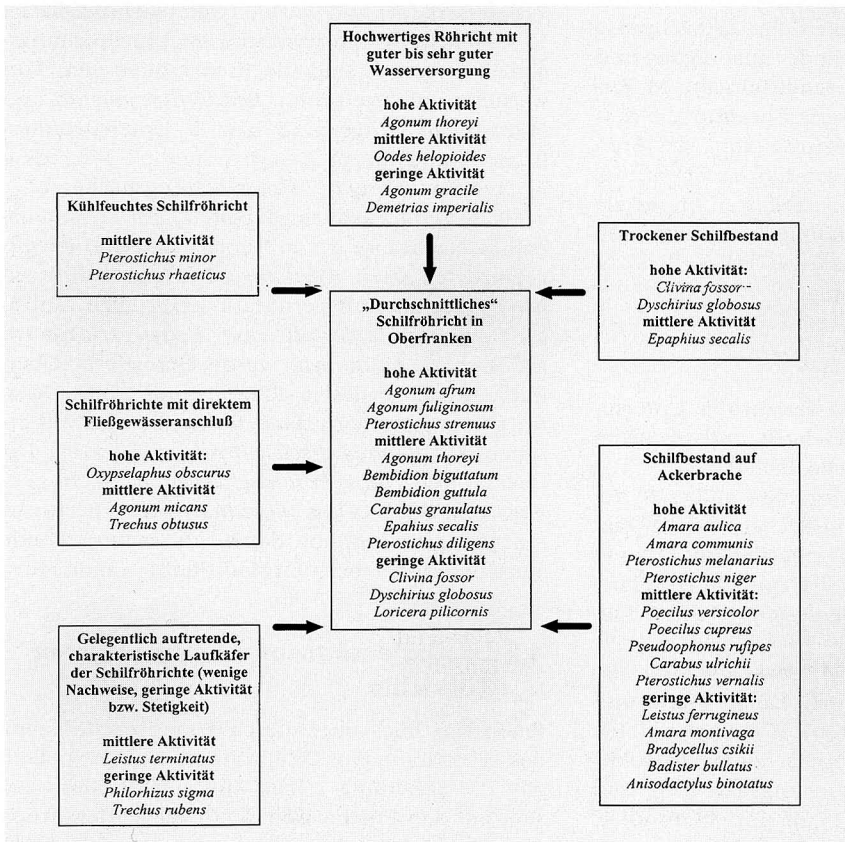 Hochwertiges Röhricht mit
guter bis sehr guter
Wasserversorgung
hohe Aktivität
Agonum thoreyi
mittlere Aktivität
Oodes helopioides
geringe Aktivität
Agonum gracile
Demetrias imperialis
Kühlfeuchtes Schilfröhricht
mittlere Aktivität
Pterostichus minor
Pterostichus rhaeticus
Trockener Schilfbestand
hohe Aktivität:
Clivina fossor
Dyschirius globosus
mittlere Aktivität
Epaphius secalis
„Durchschnittliches“
Schilfröhricht in
Oberfranken
hohe Aktivität
Agonum afrum
Agonum fuliginosum
Pterostichus strenuus
mittlere Aktivität
Agonum thoreyi
Bembidion biguttatum
Bembidion guttula
Carabus granulatus
Epahius secalis
Pterostichus diligens
geringe Aktivität
Clivina fossor
Dyschirius globosus
Loricera pilicornis
Schilfröhrichte mit direktem
Fließgewässeranschluß
hohe Aktivität:
Oxypselaphus obscurus
mittlere Aktivität
Agonum micans
Trechus obtusus
Schilfbestand auf
Ackerbrache
hohe Aktivität
Amara aulica
Amara communis
Pterostichus melanarius
Pterostichus niger
mittlere Aktivität:
Poecilus versicolor
Poecilus cupreus
Pseudoophonus rufipes
Carabus ulrichii
Pterostichus vernalis
geringe Aktivität:
Leistus ferrugineus
Amara montivaga
Bradycellus csikii
Badister bullatus
Anisodactylus binotatus
Gelegentlich auftretende,
charakteristische Laufkäfer
der Schilfröhrichte (wenige
Nachweise, geringe Aktivität
bzw. Stetigkeit)
mittlere Aktivität
Leistus terminatus
geringe Aktivität
Philorhizus sigma
Trechus rubens